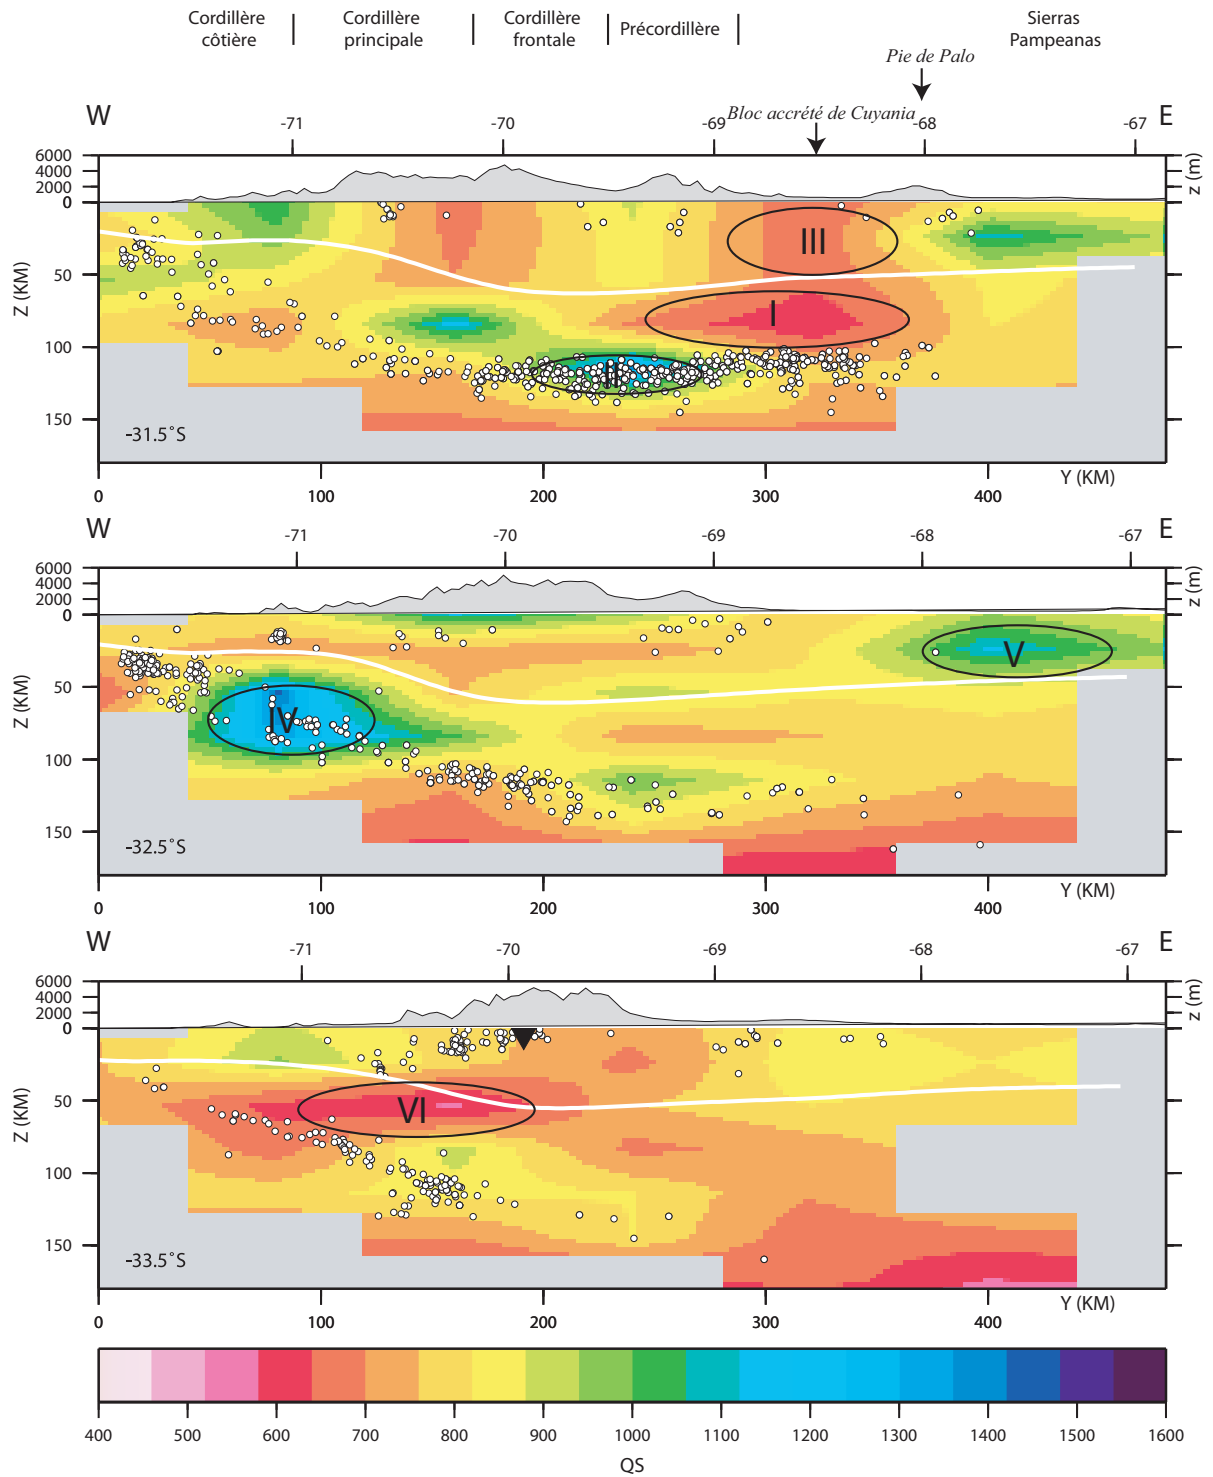 Cordillère côtière
Cordillère principale
Cordillère frontale
Précordillère
Sierras Pampeanas
Pie de Palo
Bloc accrété de Cuyania
W
E
-71 -70 -69 -68 -67
6000
4000
2000
0
z (m)
50
100
150
Z (KM)
III
I
II
-31.5°S
0 100 200 300 400
Y (KM)
W
E
-71 -70 -69 -68 -67
6000
4000
2000
0
z (m)
50
100
150
Z (KM)
IV
V
-32.5°S
0 100 200 300 400
Y (KM)
W
E
-71 -70 -69 -68 -67
6000
4000
2000
0
z (m)
50
100
150
Z (KM)
VI
-33.5°S
0 100 200 300 400
Y (KM)
400 500 600 700 800 900 1000 1100 1200 1300 1400 1500 1600
QS